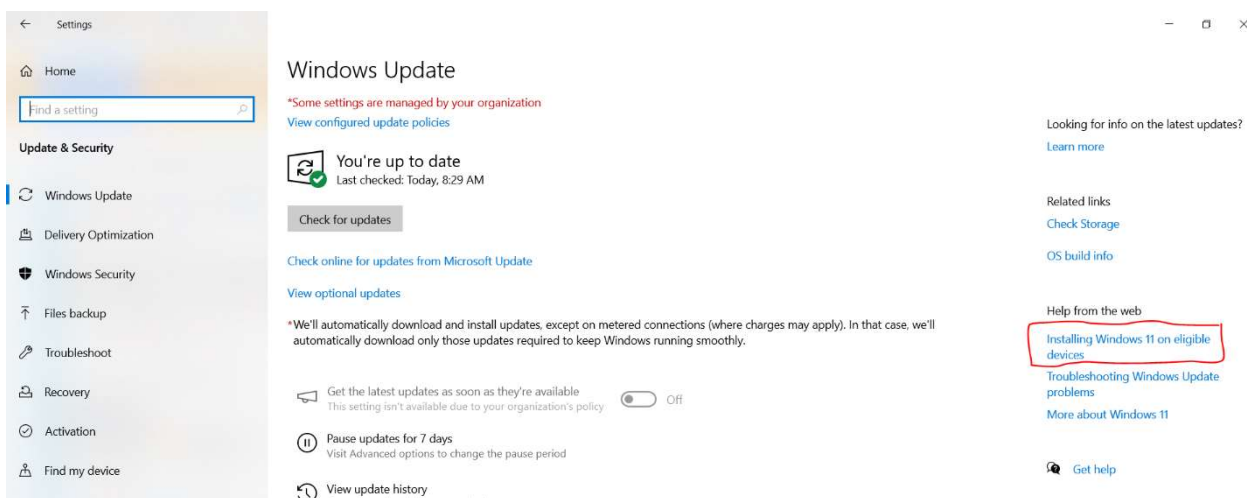 Settings
Home
Find a setting
Update & Security
Windows Update
Delivery Optimization
Windows Security
Files backup
Troubleshoot
Recovery
Activation
Find my device
Windows Update
*Some settings are managed by your organization
View configured update policies
You're up to date
Last checked: Today, 8:29 AM
Check for updates
Check online for updates from Microsoft Update
View optional updates
*We'll automatically download and install updates, except on metered connections (where charges may apply). In that case, we'll
automatically download only those updates required to keep Windows running smoothly.
Get the latest updates as soon as they're available
This setting isn't available due to your organization's policy
Off
Pause updates for 7 days
Visit Advanced options to change the pause period
View update history
Looking for info on the latest updates?
Learn more
Related links
Check Storage
OS build info
Help from the web
Installing Windows 11 on eligible
devices
Troubleshooting Windows Update
problems
More about Windows 11
Get help